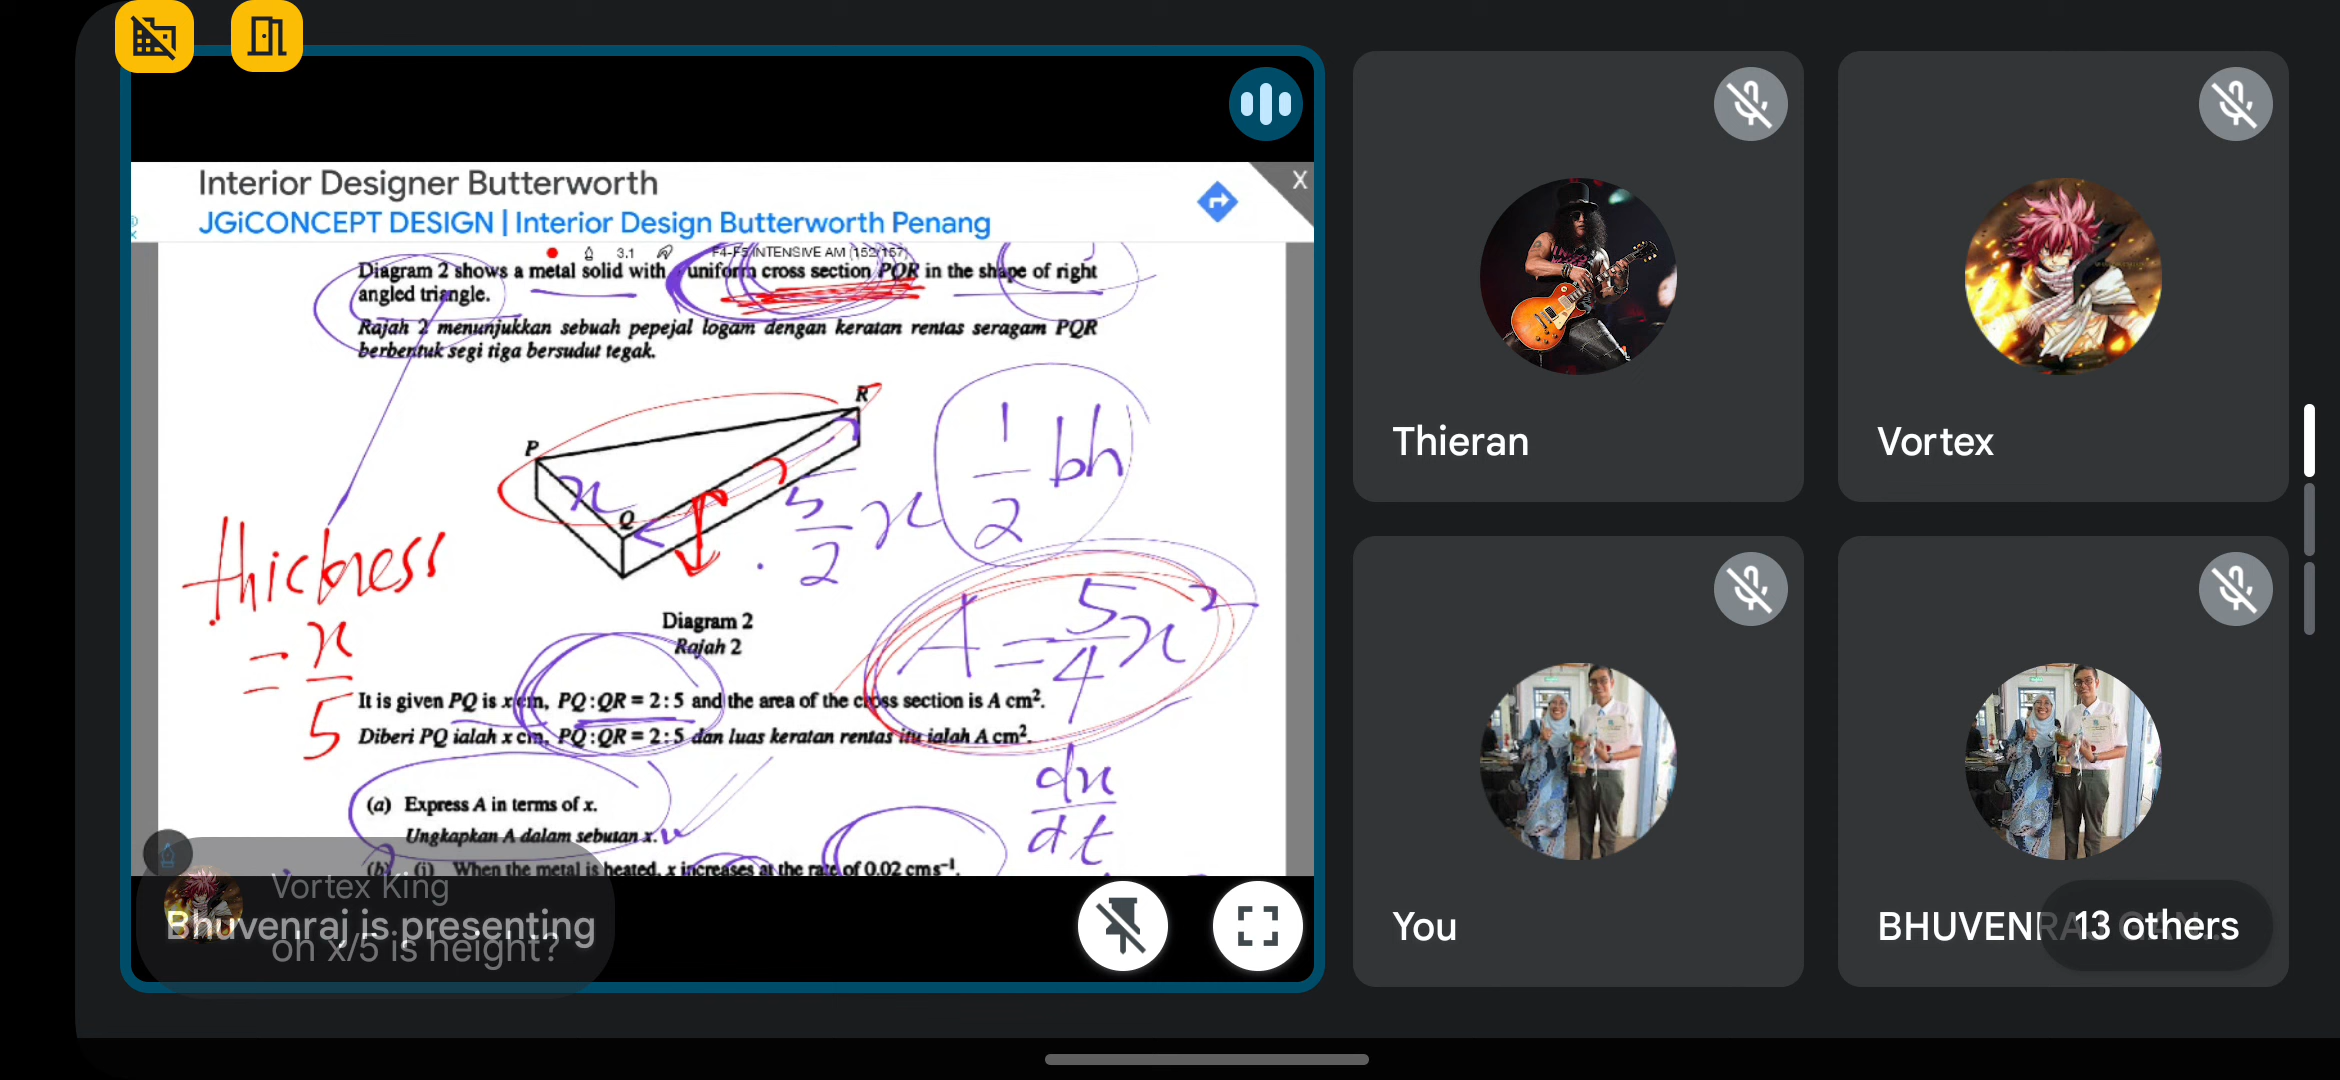 Interior Designer Butterworth
X
JGiCONCEPT DESIGN | Interior Design Butterworth Penang
3.1
F4-F5 INTENSIVE AM (152/167)
Diagram 2 shows a metal solid with uniform cross section PQR in the shape of right
angled triangle.
Rajah 2 menunjukkan sebuah pepejal logam dengan keratan rentas seragam PQR
berbentuk segi tiga bersudut tegak.
R
P
x
Q
5/2 x
1/2 bh
thickness
= x/5
A = 5/4 x²
Diagram 2
Rajah 2
It is given PQ is x cm, PQ : QR = 2 : 5 and the area of the cross section is A cm².
Diberi PQ ialah x cm, PQ : QR = 2 : 5 dan luas keratan rentas itu ialah A cm².
dx/dt
(a) Express A in terms of x.
Ungkapkan A dalam sebutan x.
(b) (i) When the metal is heated, x increases at the rate of 0.02 cms⁻¹.
Vortex King
oh x/5 is height?
Bhuvenraj is presenting
Thieran
Vortex
You
BHUVENRAJ
13 others